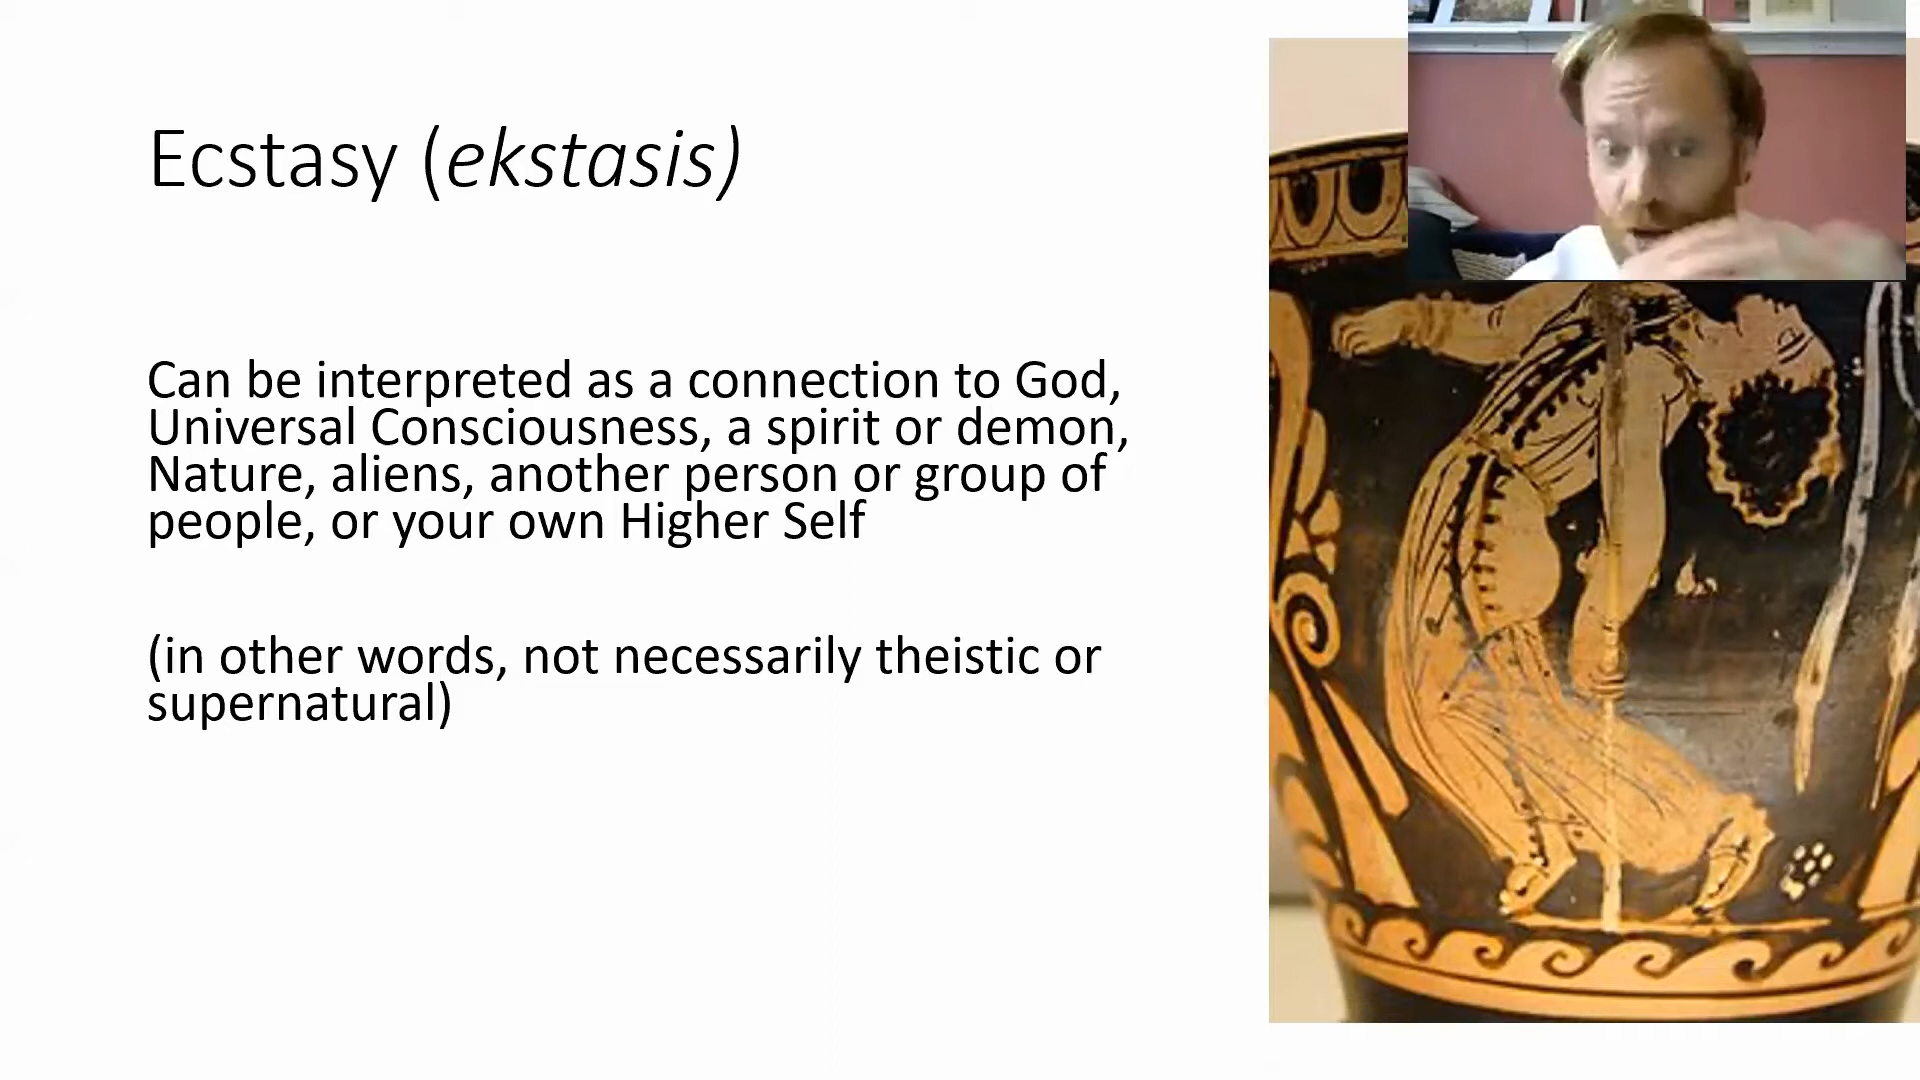 Ecstasy (ekstasis)
Can be interpreted as a connection to God,
Universal Consciousness, a spirit or demon,
Nature, aliens, another person or group of
people, or your own Higher Self
(in other words, not necessarily theistic or
supernatural)